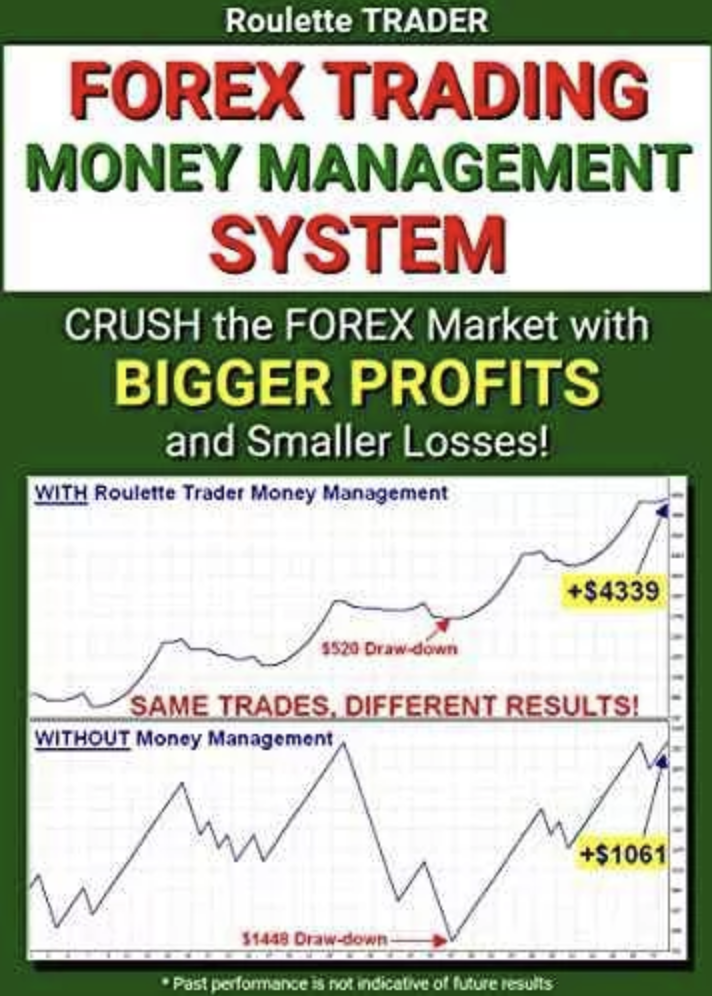 Roulette TRADER
FOREX TRADING
MONEY MANAGEMENT
SYSTEM
CRUSH the FOREX Market with
BIGGER PROFITS
and Smaller Losses!
WITH Roulette Trader Money Management
+$4339
$520 Draw-down
SAME TRADES, DIFFERENT RESULTS!
WITHOUT Money Management
+$1061
$1448 Draw-down
* Past performance is not indicative of future results